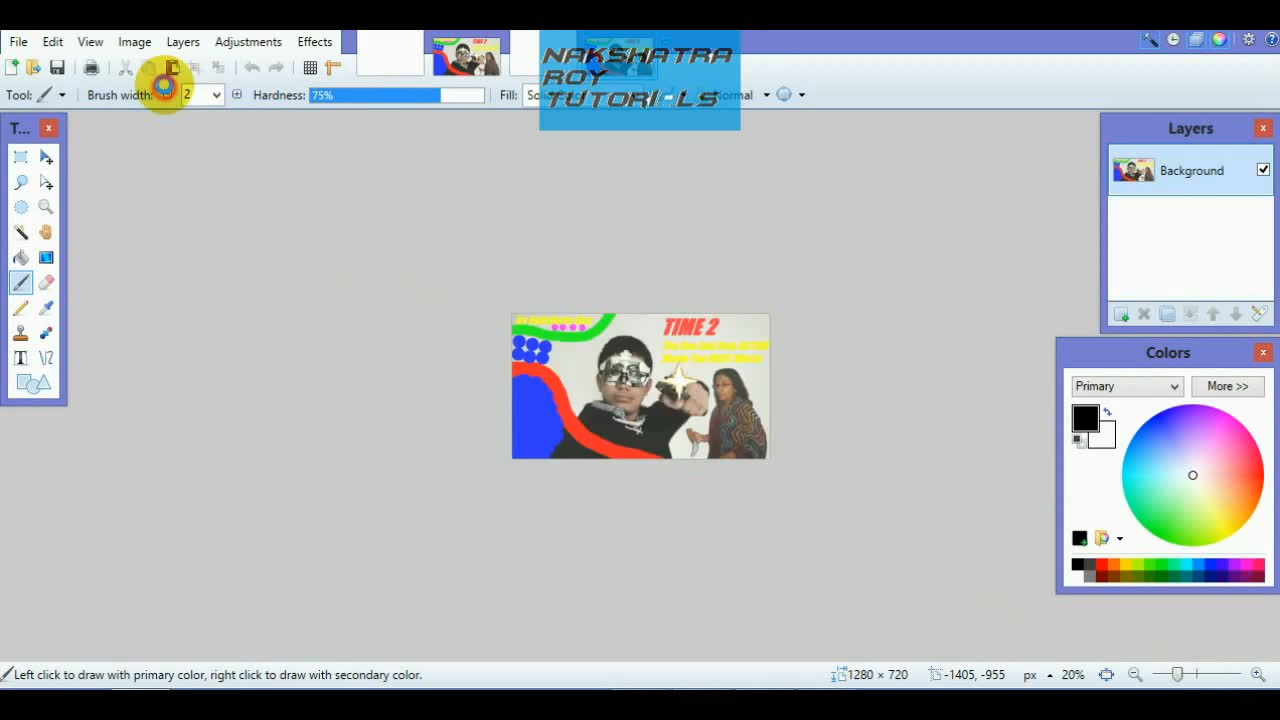 File Edit View Image Layers Adjustments Effects
NAKSHATRA
ROY
TUTORI-LS
Tool: Brush width: 2 Hardness: 75% Fill: Normal
T...
Layers
Background
TIME 2
Colors
Primary More >>
Left click to draw with primary color, right click to draw with secondary color.
1280 × 720 -1405, -955 px 20%